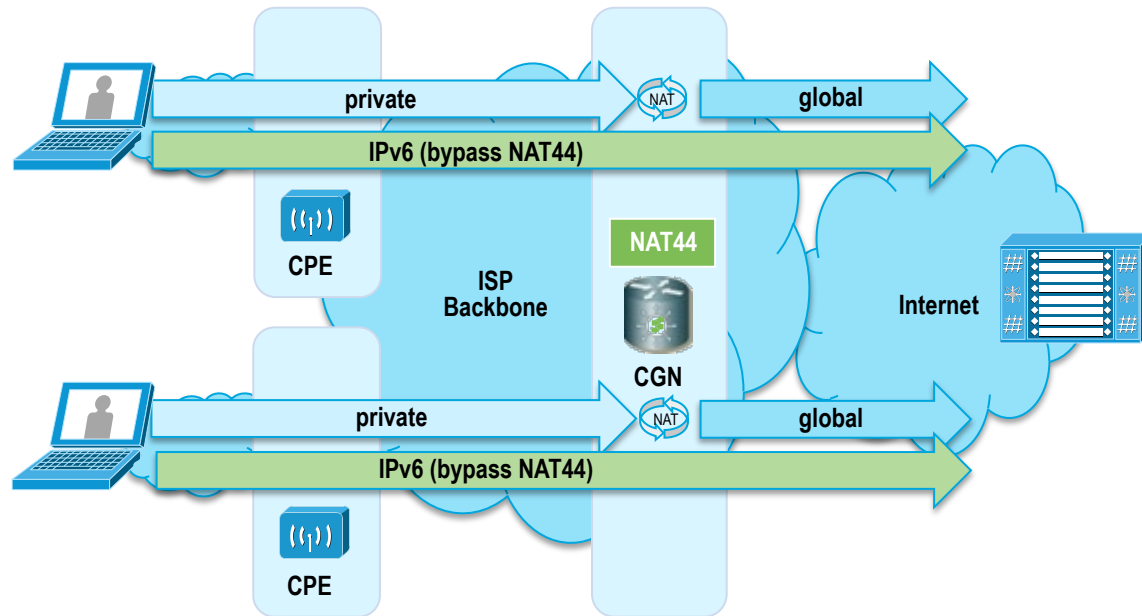 private
NAT
global
IPv6 (bypass NAT44)
CPE
NAT44
ISP
Backbone
Internet
CGN
private
NAT
global
IPv6 (bypass NAT44)
CPE